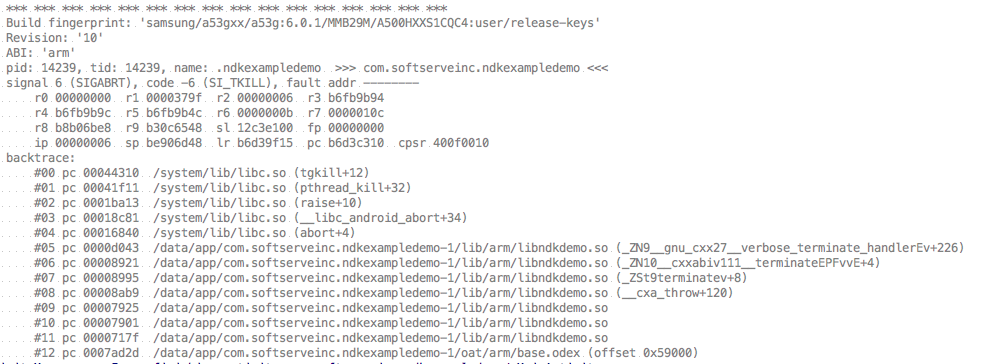 *** *** *** *** *** *** *** *** *** *** *** *** *** *** *** ***
Build fingerprint: 'samsung/a53gxx/a53g:6.0.1/MMB29M/A500HXXS1CQC4:user/release-keys'
Revision: '10'
ABI: 'arm'
pid: 14239, tid: 14239, name: .ndkexampledemo >>> com.softserveinc.ndkexampledemo <<<
signal 6 (SIGABRT), code -6 (SI_TKILL), fault addr --------
r0 00000000 r1 0000379f r2 00000006 r3 b6fb9b94
r4 b6fb9b9c r5 b6fb9b4c r6 0000000b r7 0000010c
r8 b8b06be8 r9 b30c6548 sl 12c3e100 fp 00000000
ip 00000006 sp be906d48 lr b6d39f15 pc b6d3c310 cpsr 400f0010
backtrace:
#00 pc 00044310 /system/lib/libc.so (tgkill+12)
#01 pc 00041f11 /system/lib/libc.so (pthread_kill+32)
#02 pc 0001ba13 /system/lib/libc.so (raise+10)
#03 pc 00018c81 /system/lib/libc.so (__libc_android_abort+34)
#04 pc 00016840 /system/lib/libc.so (abort+4)
#05 pc 0000d043 /data/app/com.softserveinc.ndkexampledemo-1/lib/arm/libndkdemo.so (_ZN9__gnu_cxx27__verbose_terminate_handlerEv+226)
#06 pc 00008921 /data/app/com.softserveinc.ndkexampledemo-1/lib/arm/libndkdemo.so (_ZN10__cxxabiv111__terminateEPFvvE+4)
#07 pc 00008995 /data/app/com.softserveinc.ndkexampledemo-1/lib/arm/libndkdemo.so (_ZSt9terminatev+8)
#08 pc 00008ab9 /data/app/com.softserveinc.ndkexampledemo-1/lib/arm/libndkdemo.so (__cxa_throw+120)
#09 pc 00007925 /data/app/com.softserveinc.ndkexampledemo-1/lib/arm/libndkdemo.so
#10 pc 00007901 /data/app/com.softserveinc.ndkexampledemo-1/lib/arm/libndkdemo.so
#11 pc 0000717f /data/app/com.softserveinc.ndkexampledemo-1/lib/arm/libndkdemo.so
#12 pc 0007ad2d /data/app/com.softserveinc.ndkexampledemo-1/oat/arm/base.odex (offset 0x59000)